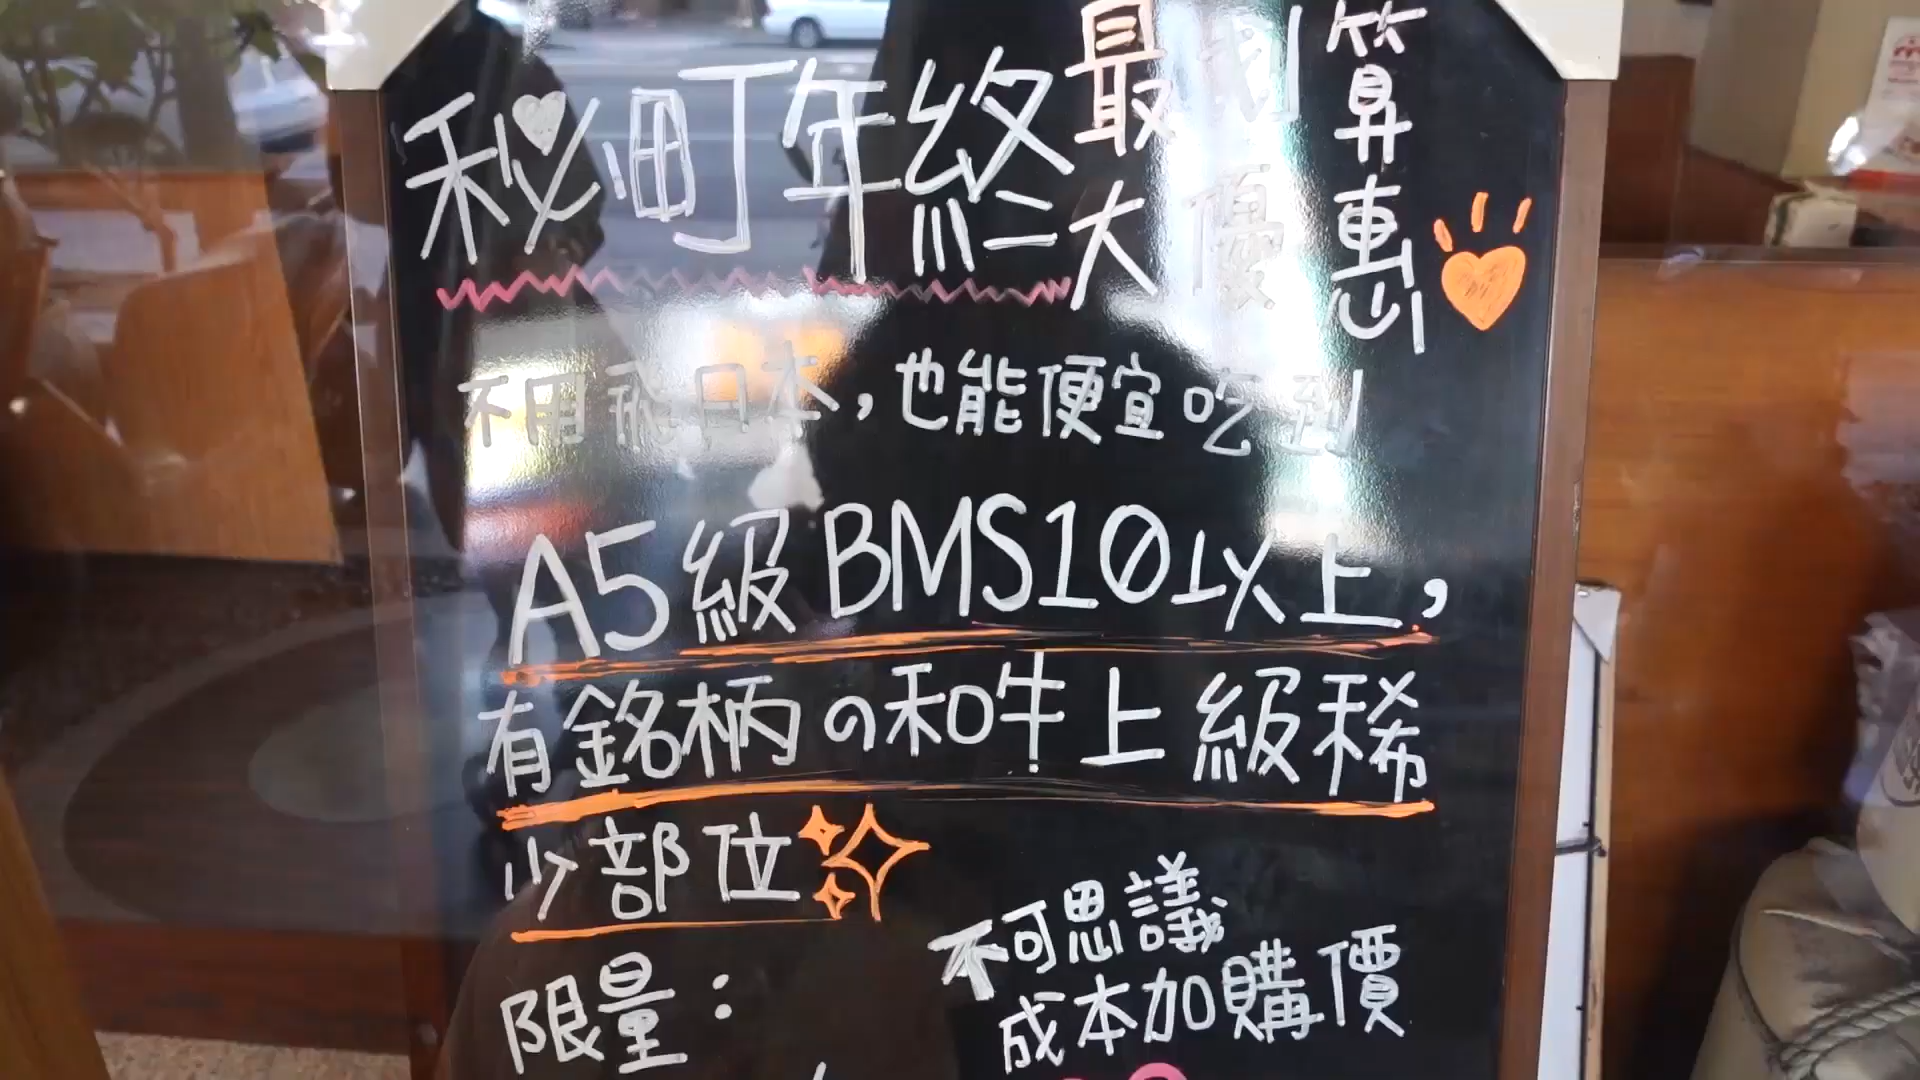 秘町年終最划算
大優惠
不用飛日本,也能便宜吃到
A5級BMS10以上,
有銘柄の和牛上級稀
少部位
不可思議
限量:
成本加購價